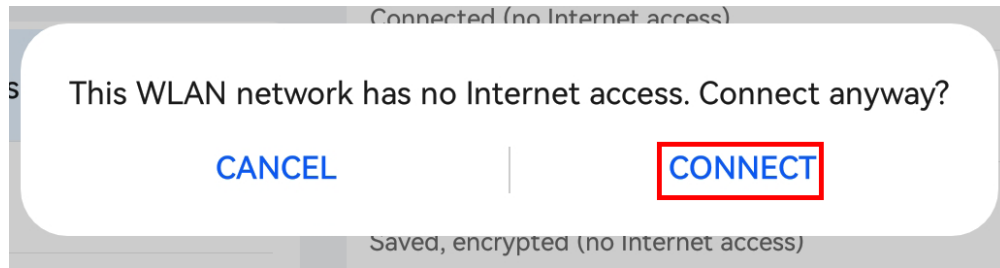 Connected (no Internet access)
s
This WLAN network has no Internet access. Connect anyway?
CANCEL
CONNECT
Saved, encrypted (no Internet access)